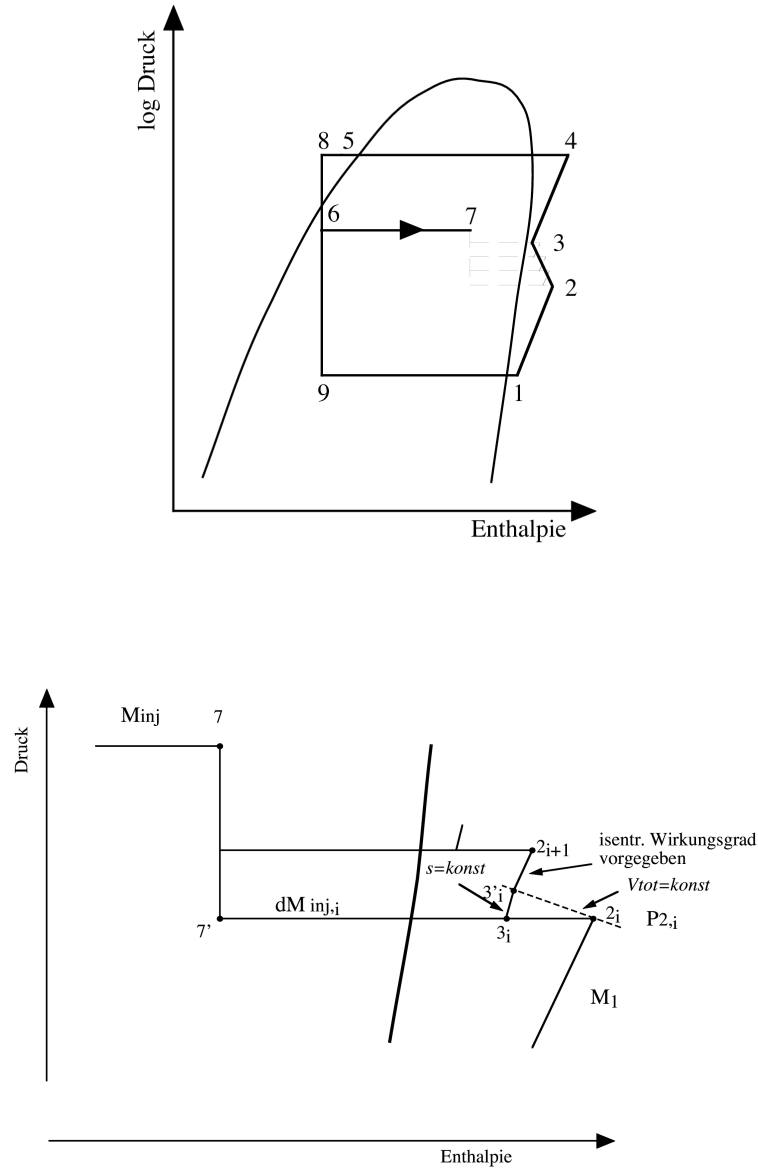 log Druck
8 5 4
6 7
3
2
9 1
Enthalpie
Minj 7
Druck
isentr. Wirkungsgrad
vorgegeben
2i+1
s=konst
Vtot=konst
3'i
dM inj,i
2i P2,i
7' 3i
M1
Enthalpie